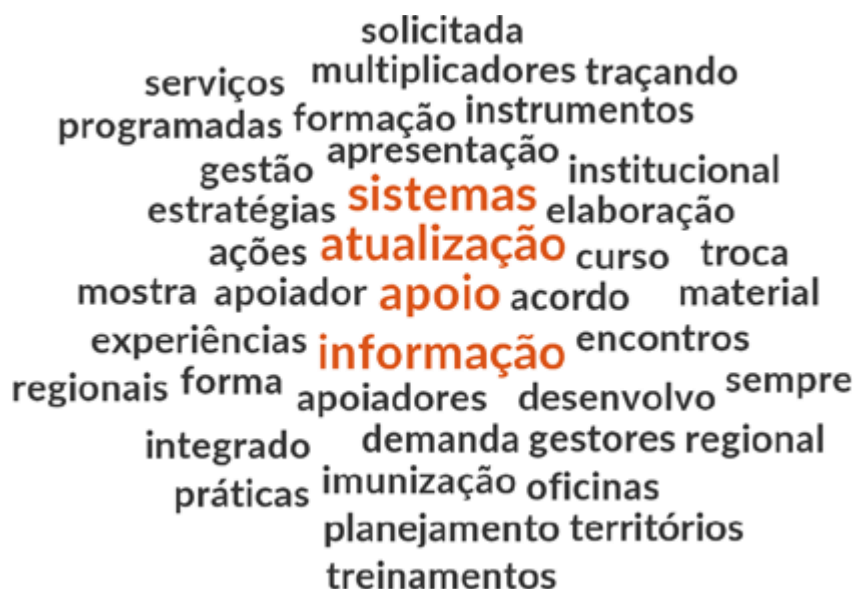 solicitada
serviços multiplicadores traçando
programadas formação instrumentos
gestão apresentação institucional
estratégias sistemas elaboração
ações atualização curso troca
mostra apoiador apoio acordo material
experiências informação encontros
regionais forma apoiadores desenvolvo sempre
integrado demanda gestores regional
práticas imunização oficinas
planejamento territórios
treinamentos